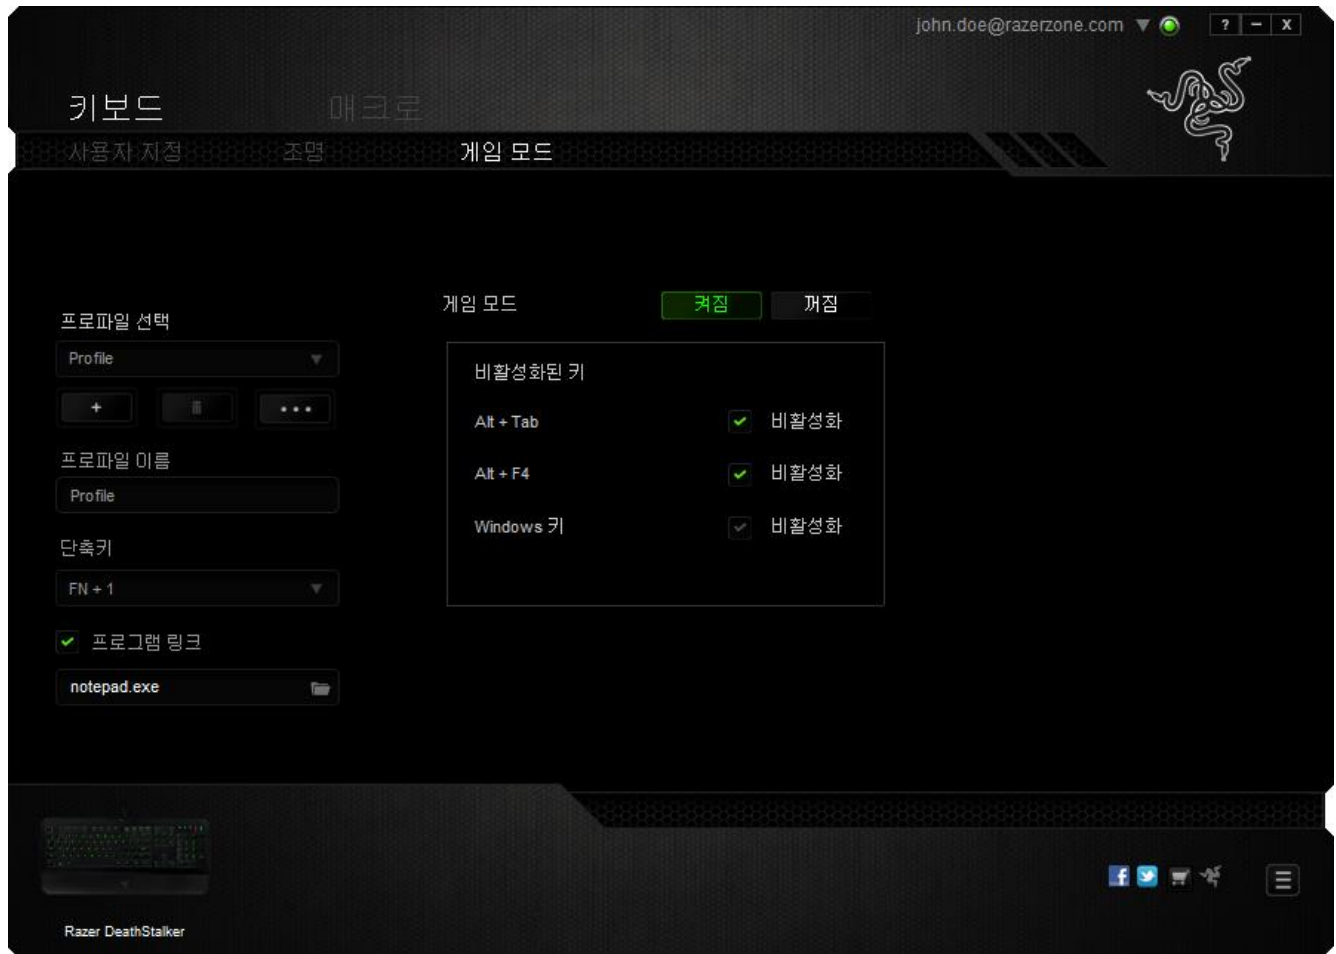 john.doe@razerzone.com
? – X
키보드 매크로
사용자 지정 조명 게임 모드
프로파일 선택
Profile
+ •••
프로파일 이름
Profile
단축키
FN + 1
프로그램 링크
notepad.exe
게임 모드 켜짐 꺼짐
비활성화된 키
Alt + Tab 비활성화
Alt + F4 비활성화
Windows 키 비활성화
Razer DeathStalker